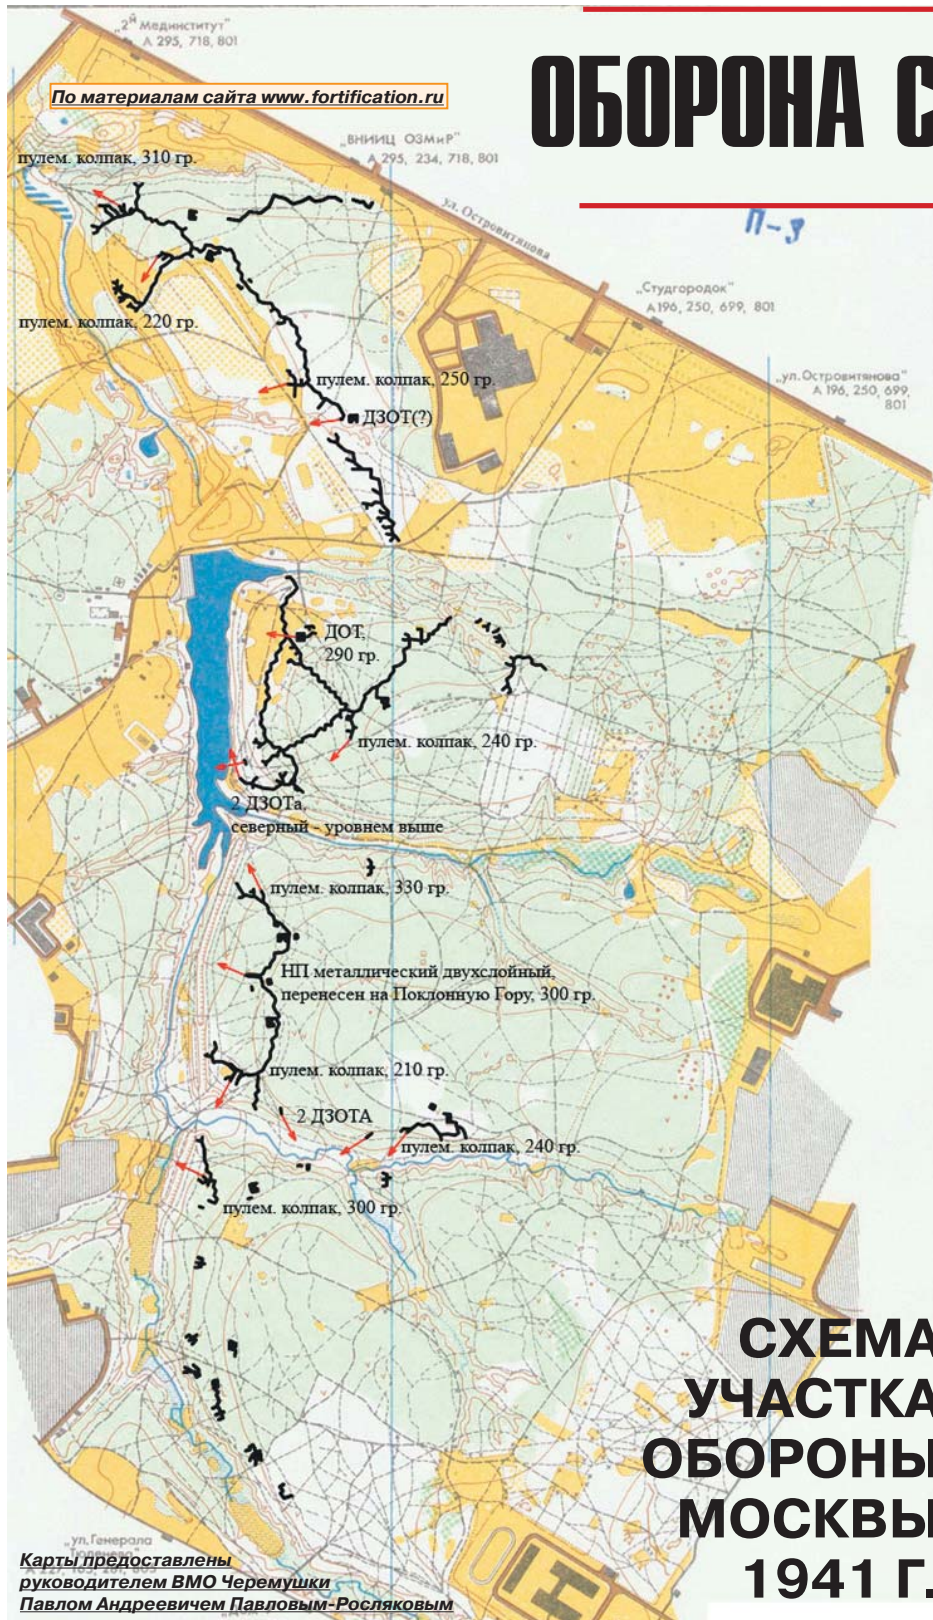 „2й Мединститут"
А 295, 718, 801
ОБОРОНА С
По материалам сайта www.fortification.ru
„ВНИИЦ ОЗМиР"
А 295, 234, 718, 801
пулем. колпак, 310 гр.
ул. Островитянова
П-3
„Студгородок"
А196, 250, 699, 801
пулем. колпак, 220 гр.
„ул.Островитянова"
А 196, 250, 699,
801
пулем. колпак, 250 гр.
ДЗОТ(?)
ДОТ,
290 гр.
пулем. колпак, 240 гр.
2 ДЗОТа,
северный - уровнем выше
пулем. колпак, 330 гр.
НП металлический двухслойный,
перенесен на Поклонную Гору, 300 гр.
пулем. колпак, 210 гр.
2 ДЗОТА
пулем. колпак, 240 гр.
пулем. колпак, 300 гр.
СХЕМА
УЧАСТКА
ОБОРОНЫ
МОСКВЫ
1941 Г.
„ул.Генерала
Тюленева"
Карты предоставлены
руководителем ВМО Черемушки
Павлом Андреевичем Павловым-Росляковым